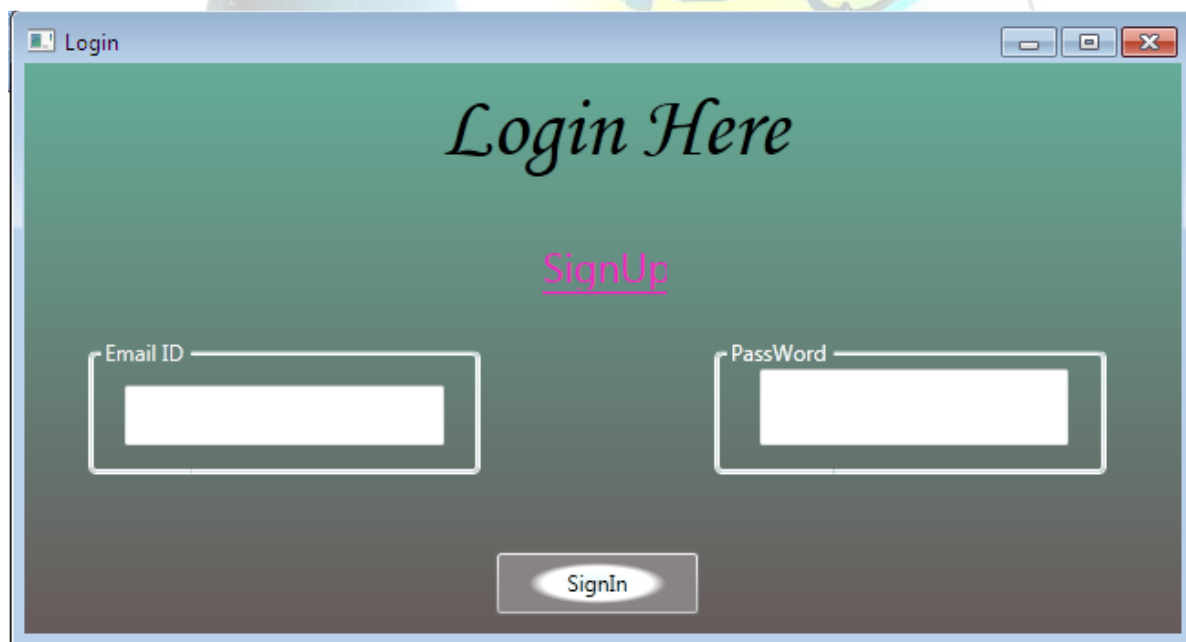 Login
Login Here
SignUp
Email ID
PassWord
SignIn